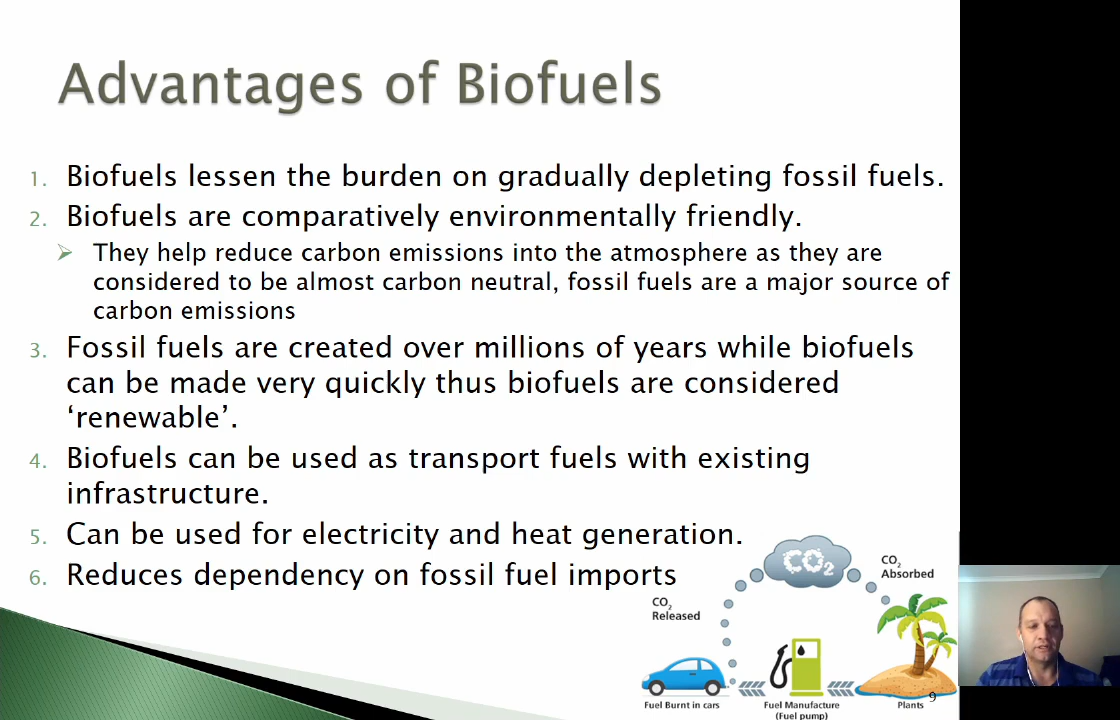 Advantages of Biofuels
1. Biofuels lessen the burden on gradually depleting fossil fuels.
2. Biofuels are comparatively environmentally friendly.
They help reduce carbon emissions into the atmosphere as they are
considered to be almost carbon neutral, fossil fuels are a major source of
carbon emissions
3. Fossil fuels are created over millions of years while biofuels
can be made very quickly thus biofuels are considered
‘renewable’.
4. Biofuels can be used as transport fuels with existing
infrastructure.
5. Can be used for electricity and heat generation.
6. Reduces dependency on fossil fuel imports
CO2
CO2
Absorbed
CO2
Released
Fuel Burnt in cars
Fuel Manufacture
(Fuel pump)
Plants
9